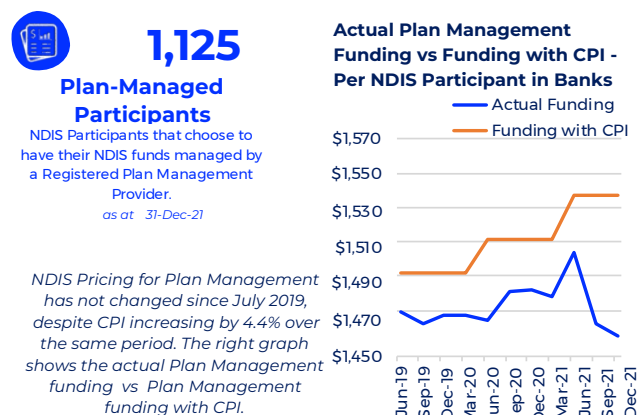 1,125
Plan-Managed
Participants
NDIS Participants that choose to
have their NDIS funds managed by
a Registered Plan Management
Provider.
as at 31-Dec-21
NDIS Pricing for Plan Management
has not changed since July 2019,
despite CPI increasing by 4.4% over
the same period. The right graph
shows the actual Plan Management
funding vs Plan Management
funding with CPI.
Actual Plan Management
Funding vs Funding with CPI -
Per NDIS Participant in Banks
Actual Funding
Funding with CPI
$1,570
$1,550
$1,530
$1,510
$1,490
$1,470
$1,450
Jun-19
Sep-19
Dec-19
Mar-20
Jun-20
Sep-20
Dec-20
Mar-21
Jun-21
Sep-21
Dec-21